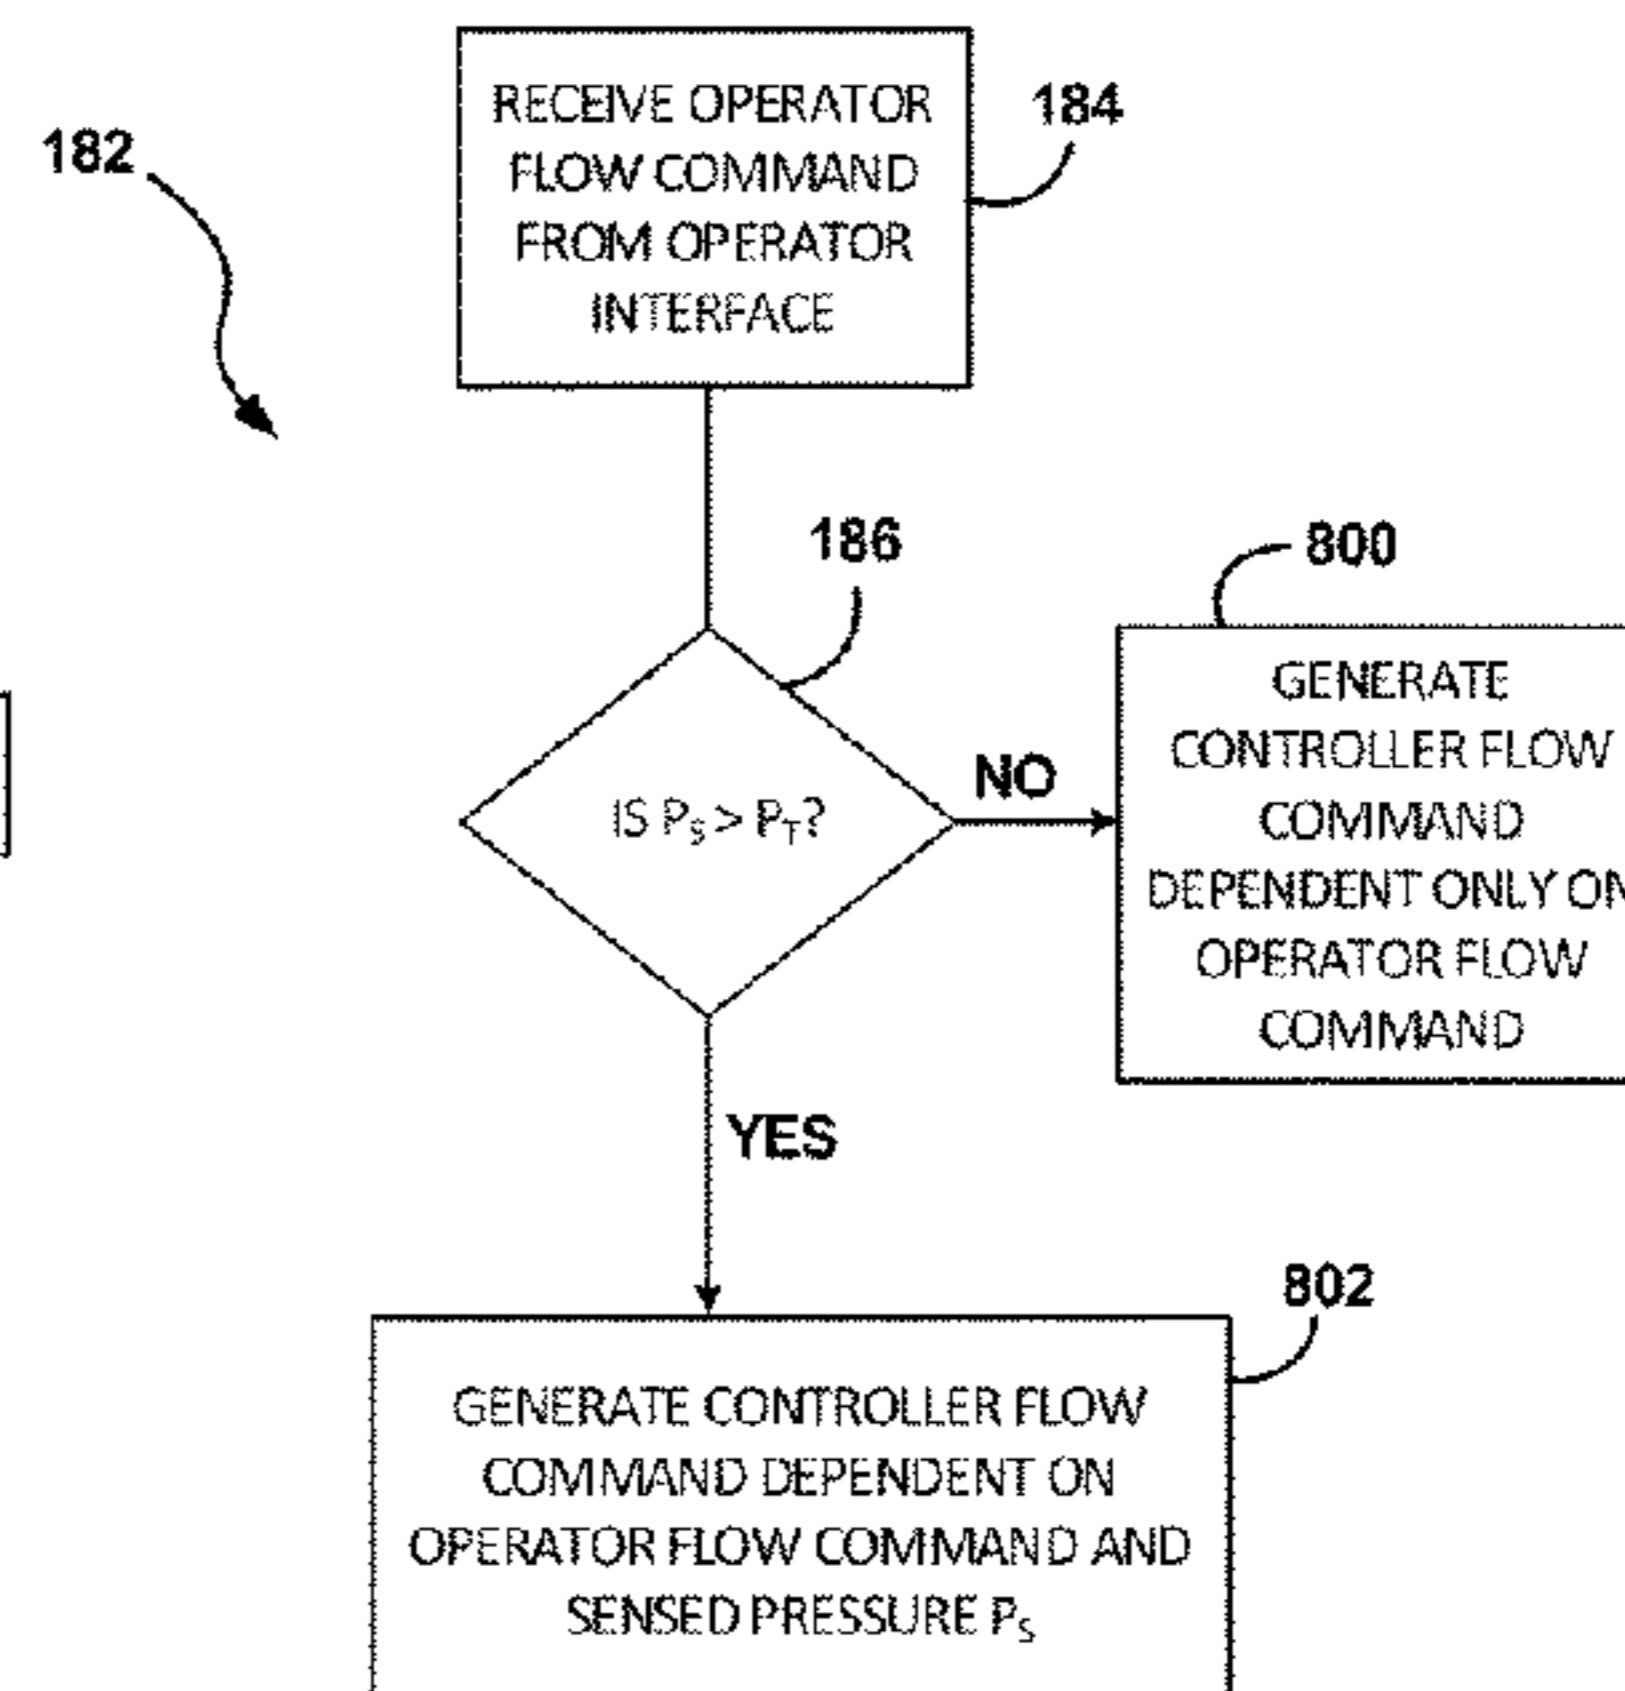 RECEIVE OPERATOR
FLOW COMMAND
FROM OPERATOR
INTERFACE
184
182
186
800
IS PS > PT?
NO
GENERATE
CONTROLLER FLOW
COMMAND
DEPENDENT ONLY ON
OPERATOR FLOW
COMMAND
YES
802
GENERATE CONTROLLER FLOW
COMMAND DEPENDENT ON
OPERATOR FLOW COMMAND AND
SENSED PRESSURE PS